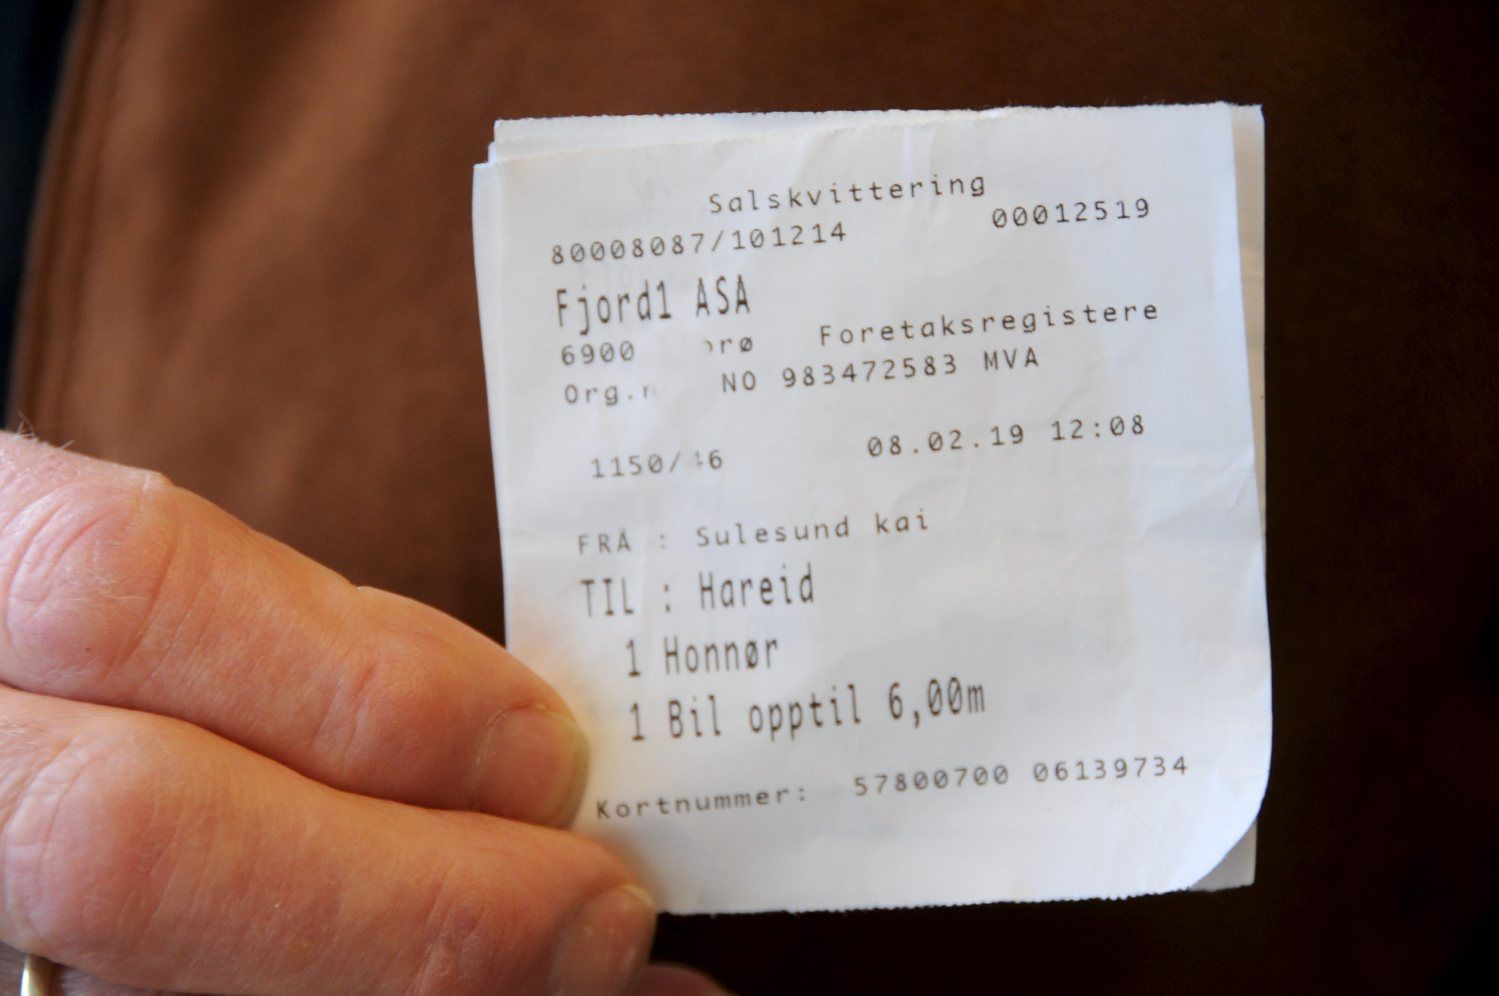 Salskvittering
80008087/101214 00012519
Fjord1 ASA
6900 Foretaksregistere
NO 983472583 MVA
08.02.19 12:08
FRÅ : Sulesund kai
TIL : Hareid
1 Honnør
1 Bil opptil 6,00m
Kortnummer: 57800700 06139734